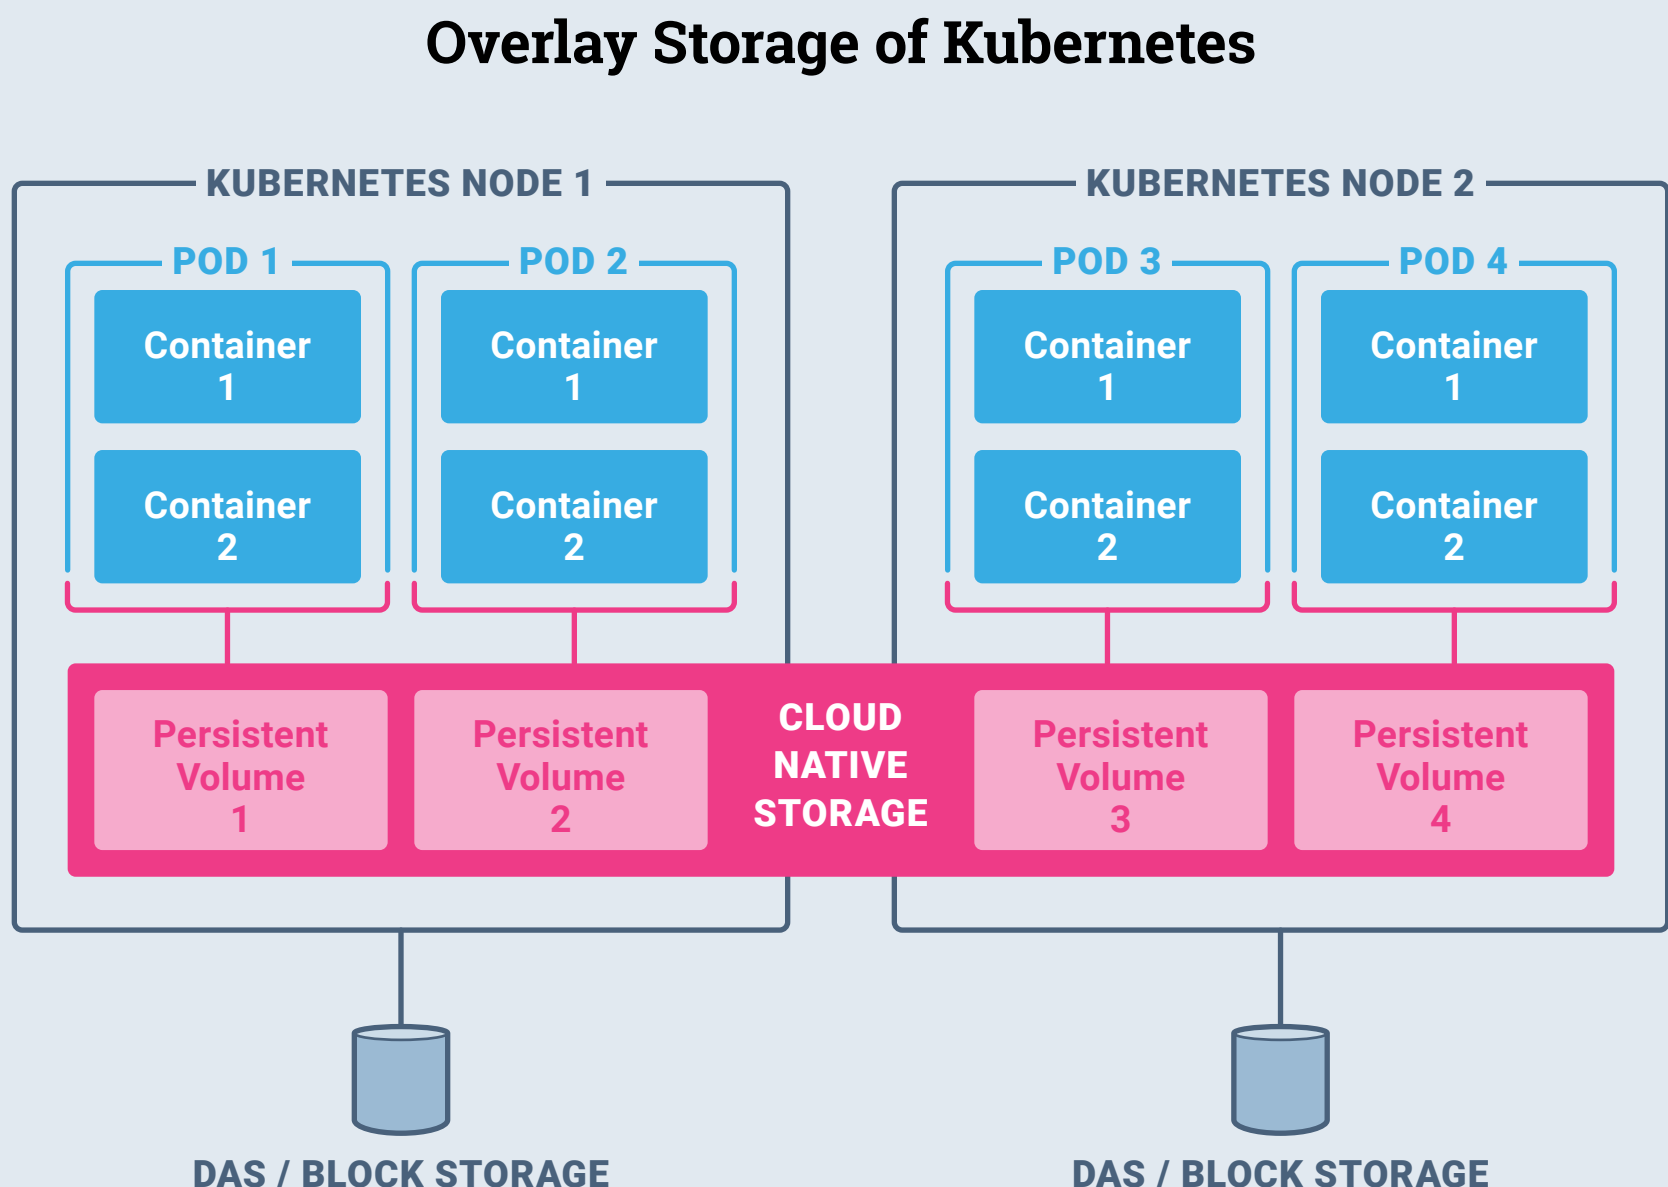 Overlay Storage of Kubernetes
KUBERNETES NODE 1
POD 1
Container
1
Container
2
POD 2
Container
1
Container
2
KUBERNETES NODE 2
POD 3
Container
1
Container
2
POD 4
Container
1
Container
2
Persistent
Volume
1
Persistent
Volume
2
CLOUD
NATIVE
STORAGE
Persistent
Volume
3
Persistent
Volume
4
DAS / BLOCK STORAGE
DAS / BLOCK STORAGE